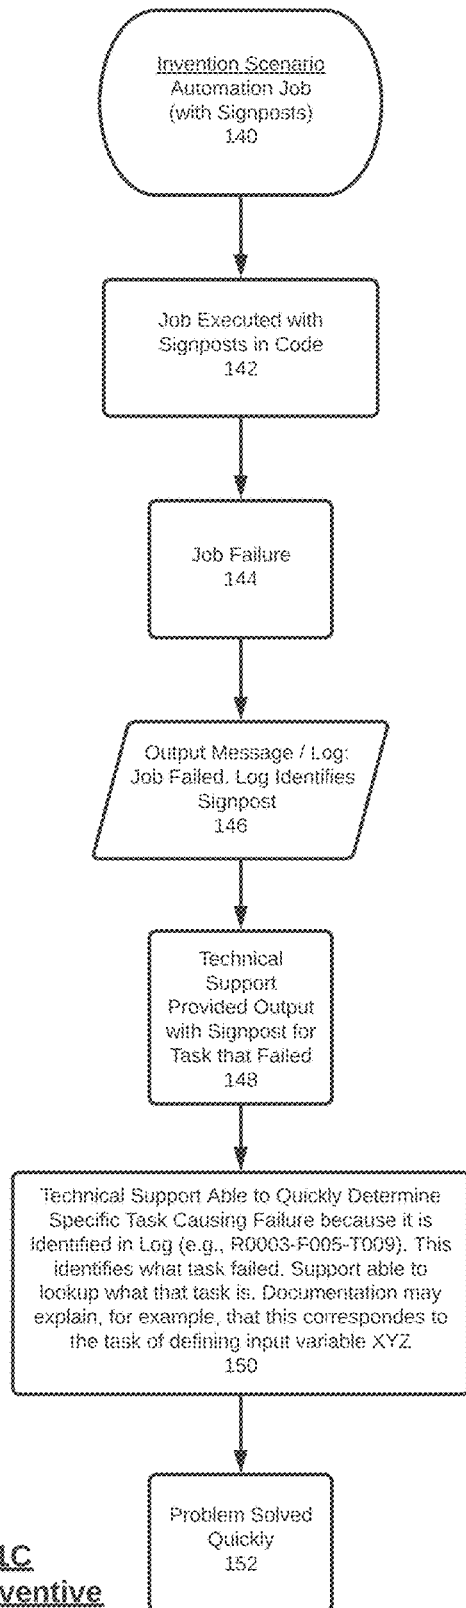 Invention Scenario
Automation Job
(with Signposts)
140
Job Executed with
Signposts in Code
142
Job Failure
144
Output Message / Log:
Job Failed. Log Identifies
Signpost
146
Technical
Support
Provided Output
with Signpost for
Task that Failed
148
Technical Support Able to Quickly Determine
Specific Task Causing Failure because it is
identified in Log (e.g., R0003-F005-T009). This
identifies what task failed. Support able to
lookup what that task is. Documentation may
explain, for example, that this correspondes to
the task of defining input variable XYZ
150
Problem Solved
Quickly
152
1C
ventive